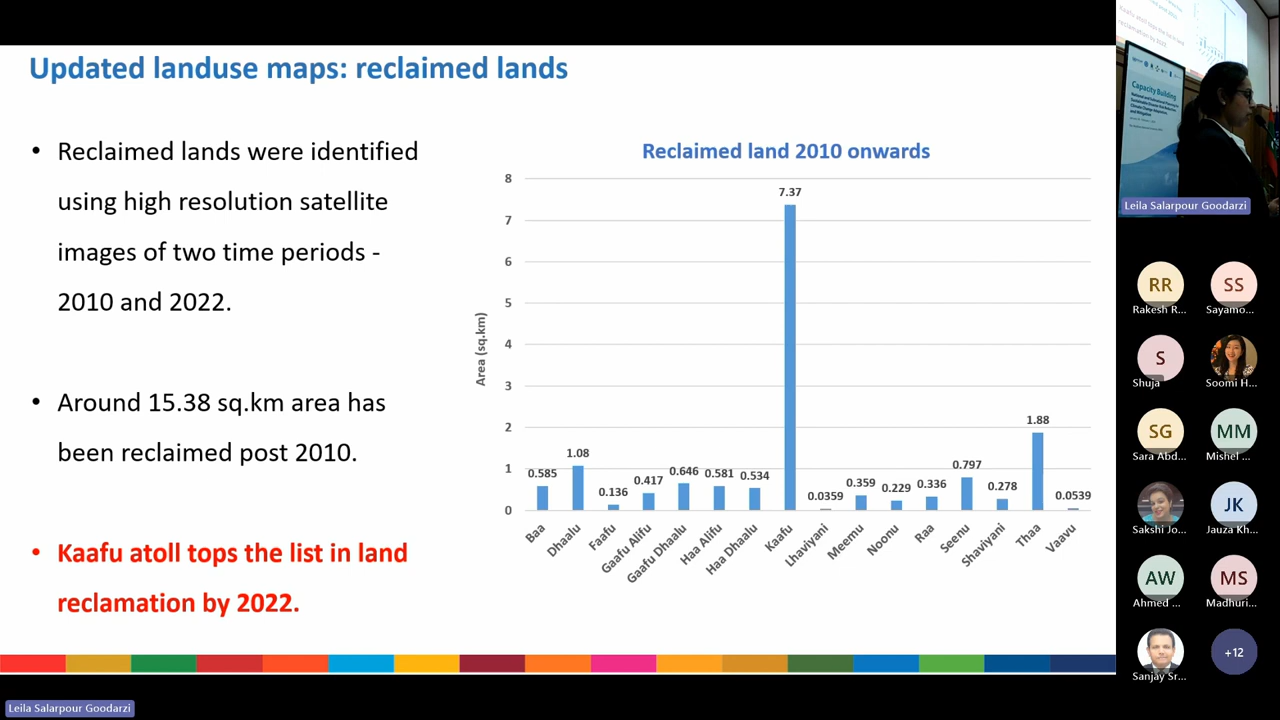 Updated landuse maps: reclaimed lands
• Reclaimed lands were identified
using high resolution satellite
images of two time periods -
2010 and 2022.
• Around 15.38 sq.km area has
been reclaimed post 2010.
• Kaafu atoll tops the list in land
reclamation by 2022.
Reclaimed land 2010 onwards
Area (sq.km)
8
7
6
5
4
3
2
1
0
0.585
1.08
0.136
0.417
0.646
0.581
0.534
7.37
0.0359
0.359
0.229
0.336
0.797
0.278
1.88
0.0539
Baa
Dhaalu
Faafu
Gaafu Alifu
Gaafu Dhaalu
Haa Alifu
Haa Dhaalu
Kaafu
Lhaviyani
Meemu
Noonu
Raa
Seenu
Shaviyani
Thaa
Vaavu
Capacity Building
Leila Salarpour Goodarzi
RR
Rakesh R...
SS
Sayamo...
S
Shuja
Soomi H...
SG
Sara Abd...
MM
Mishel ...
Sakshi Jo...
JK
Jauza Kh...
AW
Ahmed ...
MS
Madhuri...
Sanjay Sr...
+12
Leila Salarpour Goodarzi